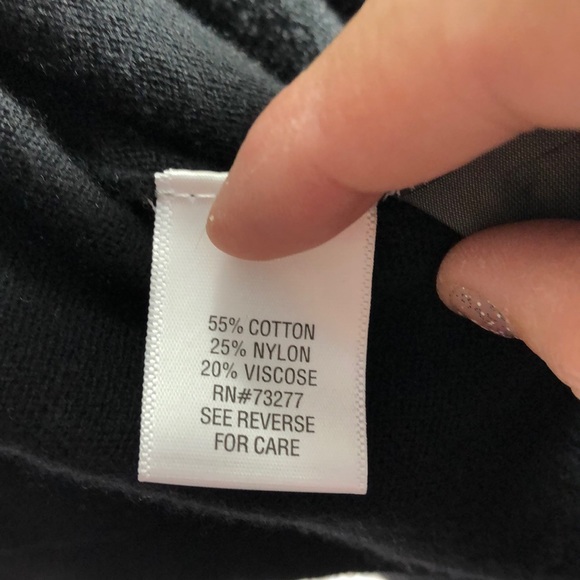 55% COTTON
25% NYLON
20% VISCOSE
RN#73277
SEE REVERSE
FOR CARE